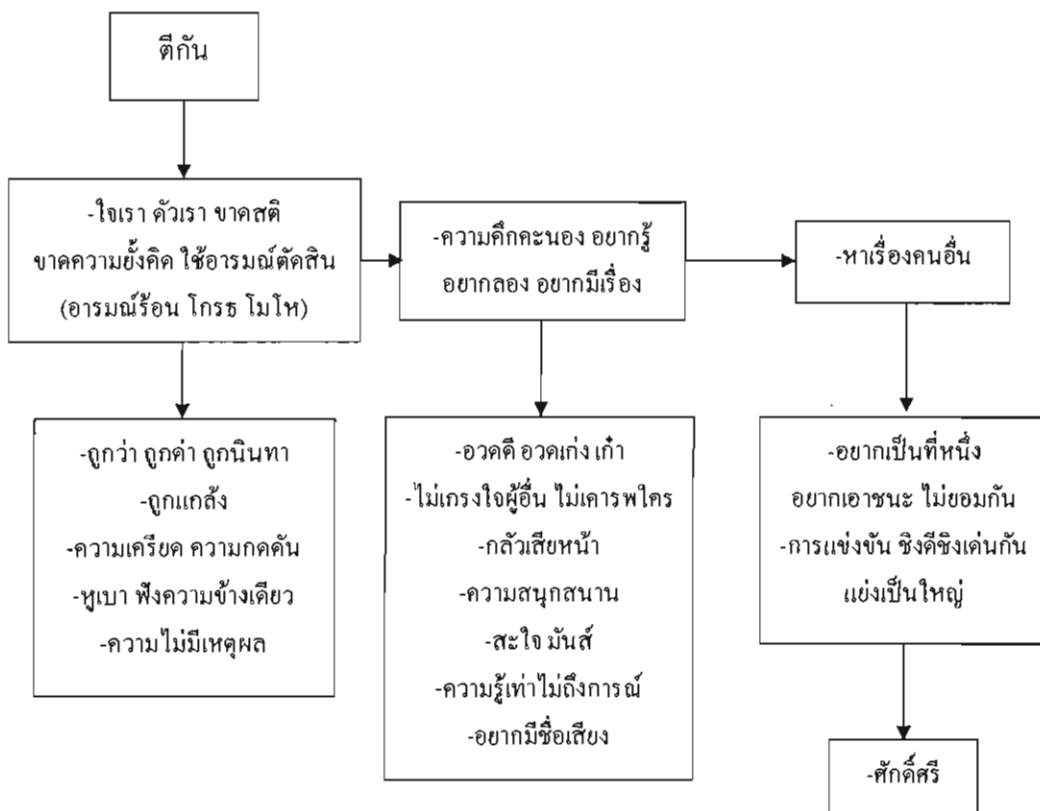 ตีกัน
-ใจเรา ตัวเรา ขาดสติ
ขาดความยั้งคิด ใช้อารมณ์ตัดสิน
(อารมณ์ร้อน โกรธ โมโห)
-ความคึกคะนอง อยากรู้
อยากลอง อยากมีเรื่อง
-หาเรื่องคนอื่น
-ถูกว่า ถูกด่า ถูกนินทา
-ถูกแกล้ง
-ความเครียด ความกดดัน
-หูเบา ฟังความข้างเดียว
-ความไม่มีเหตุผล
-อวดดี อวดเก่ง เก๋า
-ไม่เกรงใจผู้อื่น ไม่เคารพใคร
-กลัวเสียหน้า
-ความสนุกสนาน
-สะใจ มันส์
-ความรู้เท่าไม่ถึงการณ์
-อยากมีชื่อเสียง
-อยากเป็นที่หนึ่ง
อยากเอาชนะ ไม่ยอมกัน
-การแข่งขัน ชิงดีชิงเด่นกัน
แย่งเป็นใหญ่
-ศักดิ์ศรี